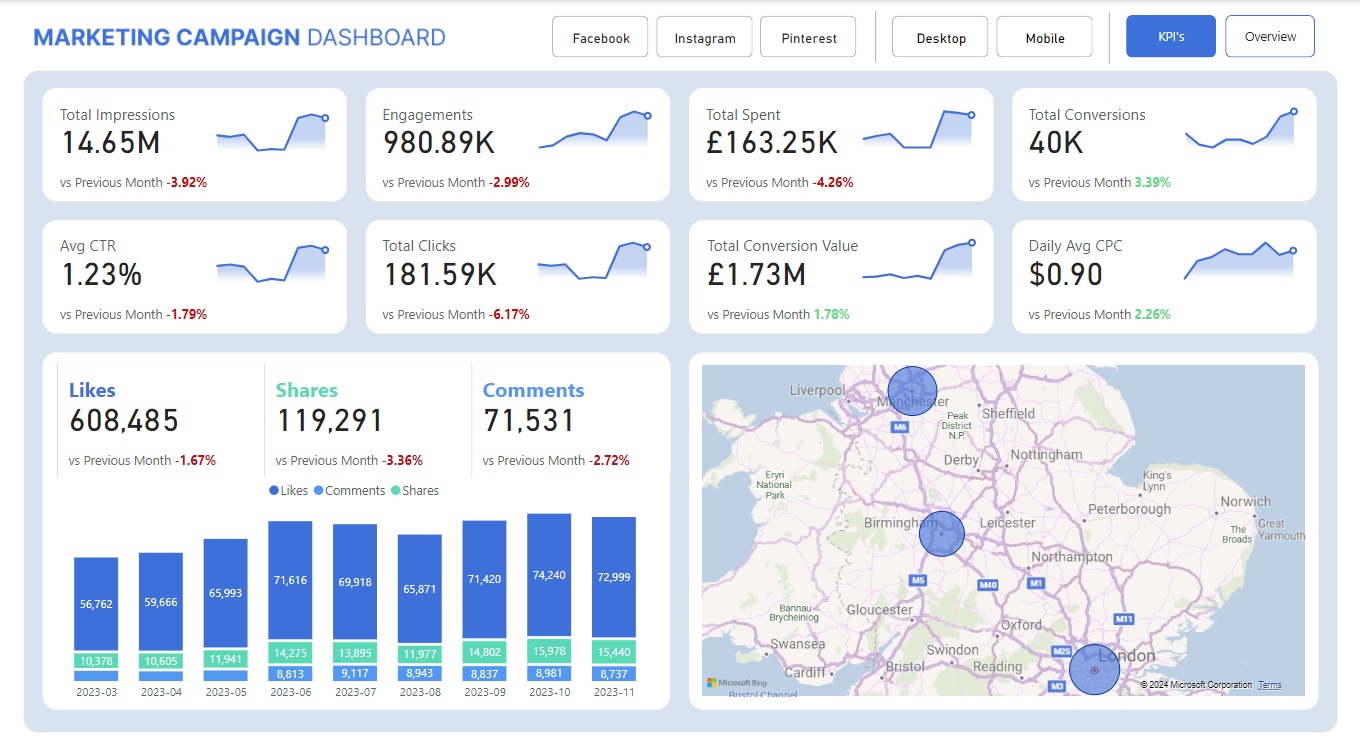 MARKETING CAMPAIGN DASHBOARD
Facebook
Instagram
Pinterest
Desktop
Mobile
KPI's
Overview
Total Impressions
14.65M
vs Previous Month -3.92%
Engagements
980.89K
vs Previous Month -2.99%
Total Spent
£163.25K
vs Previous Month -4.26%
Total Conversions
40K
vs Previous Month 3.39%
Avg CTR
1.23%
vs Previous Month -1.79%
Total Clicks
181.59K
vs Previous Month -6.17%
Total Conversion Value
£1.73M
vs Previous Month 1.78%
Daily Avg CPC
$0.90
vs Previous Month 2.26%
Likes
608,485
vs Previous Month -1.67%
Shares
119,291
vs Previous Month -3.36%
Comments
71,531
vs Previous Month -2.72%
Likes Comments Shares
56,762 59,666 65,993 71,616 69,918 65,871 71,420 74,240 72,999
10,378 10,605 11,941 14,275 13,895 11,977 14,802 15,978 15,440
8,813 9,117 8,943 8,837 8,981 8,737
2023-03 2023-04 2023-05 2023-06 2023-07 2023-08 2023-09 2023-10 2023-11
Liverpool
Manchester
Sheffield
Peak
District
N.P.
M6
Derby
Nottingham
Eryri
National
Park
King's
Lynn
Norwich
Peterborough
Great
Yarmouth
The
Broads
Birmingham
Leicester
Northampton
M5
M40
M1
Bannau
Brycheiniog
Gloucester
M11
Oxford
Swansea
Swindon
M25
London
Cardiff
Bristol
Reading
M3
Microsoft Bing
Bristol Channel
© 2024 Microsoft Corporation Terms